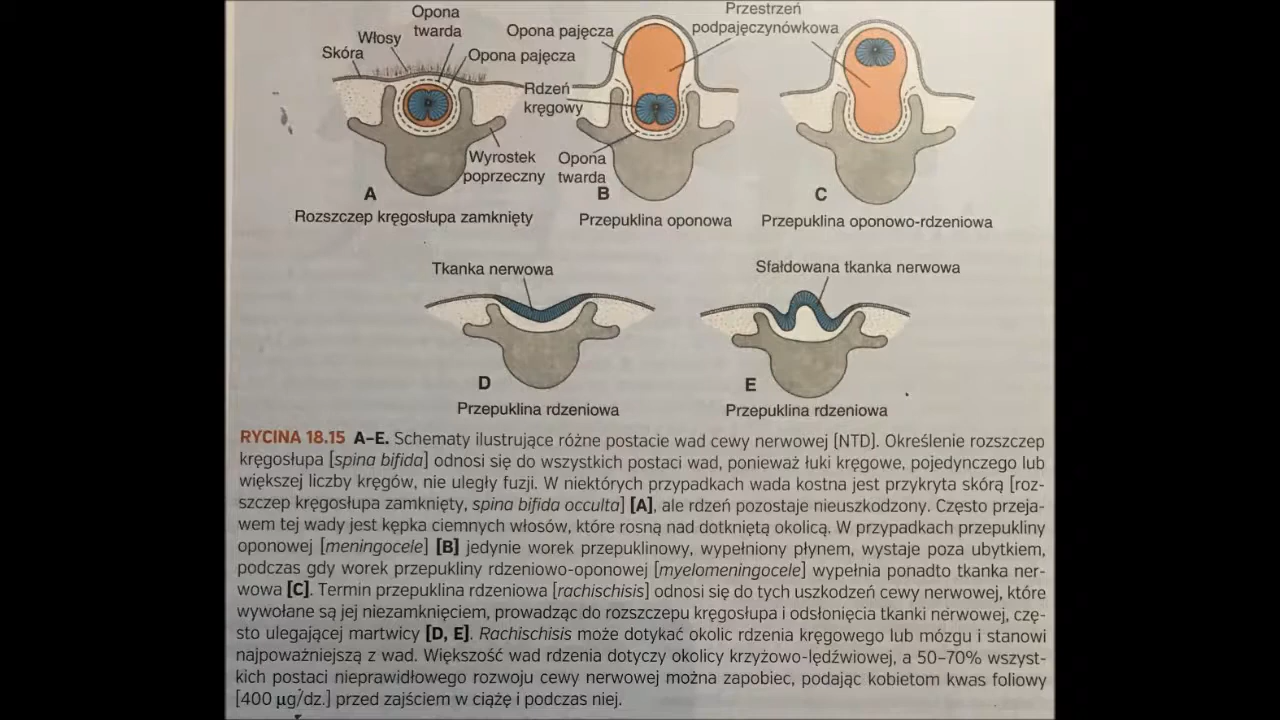 Opona
twarda
Włosy
Skóra
Opona pajęcza
Opona pajęcza
Przestrzeń
podpajęczynówkowa
Rdzeń
kręgowy
Wyrostek
poprzeczny
Opona
twarda
A
B
C
Rozszczep kręgosłupa zamknięty
Przepuklina oponowa
Przepuklina oponowo-rdzeniowa
Tkanka nerwowa
Sfałdowana tkanka nerwowa
D
E
Przepuklina rdzeniowa
Przepuklina rdzeniowa
RYCINA 18.15 A–E. Schematy ilustrujące różne postacie wad cewy nerwowej [NTD]. Określenie rozszczep
kręgosłupa [spina bifida] odnosi się do wszystkich postaci wad, ponieważ łuki kręgowe, pojedynczego lub
większej liczby kręgów, nie uległy fuzji. W niektórych przypadkach wada kostna jest przykryta skórą [roz-
szczep kręgosłupa zamknięty, spina bifida occulta] [A], ale rdzeń pozostaje nieuszkodzony. Często przeja-
wem tej wady jest kępka ciemnych włosów, które rosną nad dotkniętą okolicą. W przypadkach przepukliny
oponowej [meningocele] [B] jedynie worek przepuklinowy, wypełniony płynem, wystaje poza ubytkiem,
podczas gdy worek przepukliny rdzeniowo-oponowej [myelomeningocele] wypełnia ponadto tkanka ner-
wowa [C]. Termin przepuklina rdzeniowa [rachischisis] odnosi się do tych uszkodzeń cewy nerwowej, które
wywołane są jej niezamknięciem, prowadząc do rozszczepu kręgosłupa i odsłonięcia tkanki nerwowej, czę-
sto ulegającej martwicy [D, E]. Rachischisis może dotykać okolic rdzenia kręgowego lub mózgu i stanowi
najpoważniejszą z wad. Większość wad rdzenia dotyczy okolicy krzyżowo-lędźwiowej, a 50–70% wszyst-
kich postaci nieprawidłowego rozwoju cewy nerwowej można zapobiec, podając kobietom kwas foliowy
[400 µg/dz.] przed zajściem w ciążę i podczas niej.